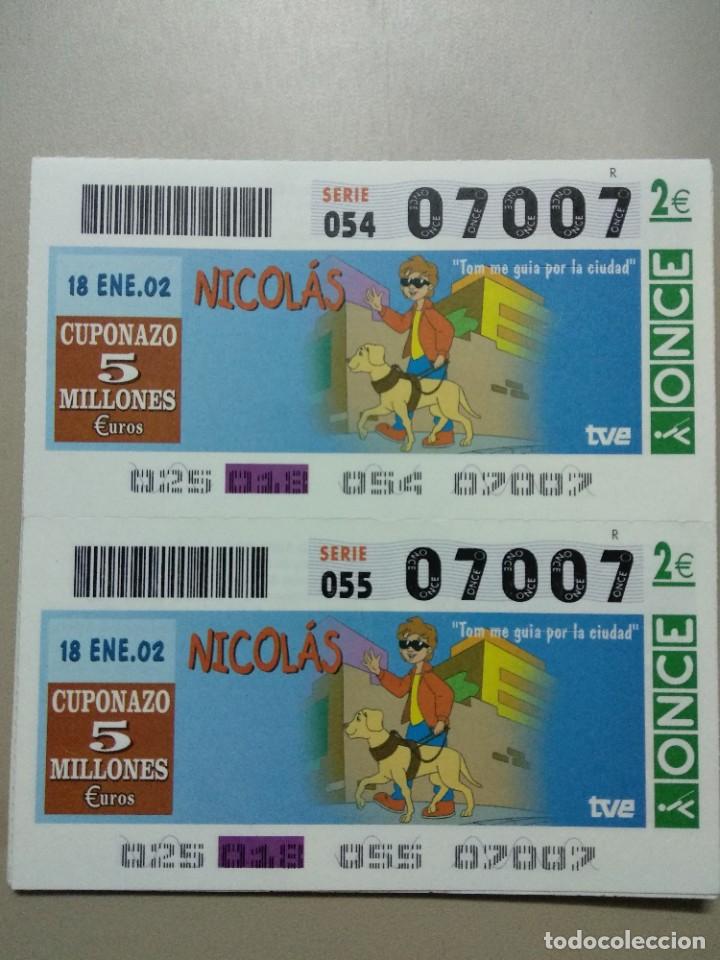 R
SERIE
054
07007
2€
18 ENE.02
NICOLÁS
"Tom me guia por la ciudad"
CUPONAZO
5
MILLONES
€uros
tve
ONCE
025 018 054 07007
R
SERIE
055
07007
2€
18 ENE.02
NICOLÁS
"Tom me guia por la ciudad"
CUPONAZO
5
MILLONES
€uros
tve
ONCE
025 018 055 07007
todocoleccion